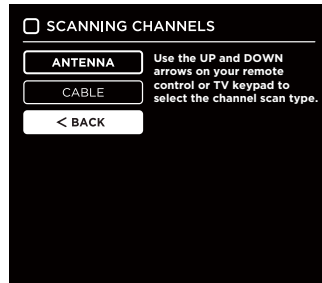 SCANNING CHANNELS
ANTENNA
CABLE
< BACK
Use the UP and DOWN
arrows on your remote
control or TV keypad to
select the channel scan type.